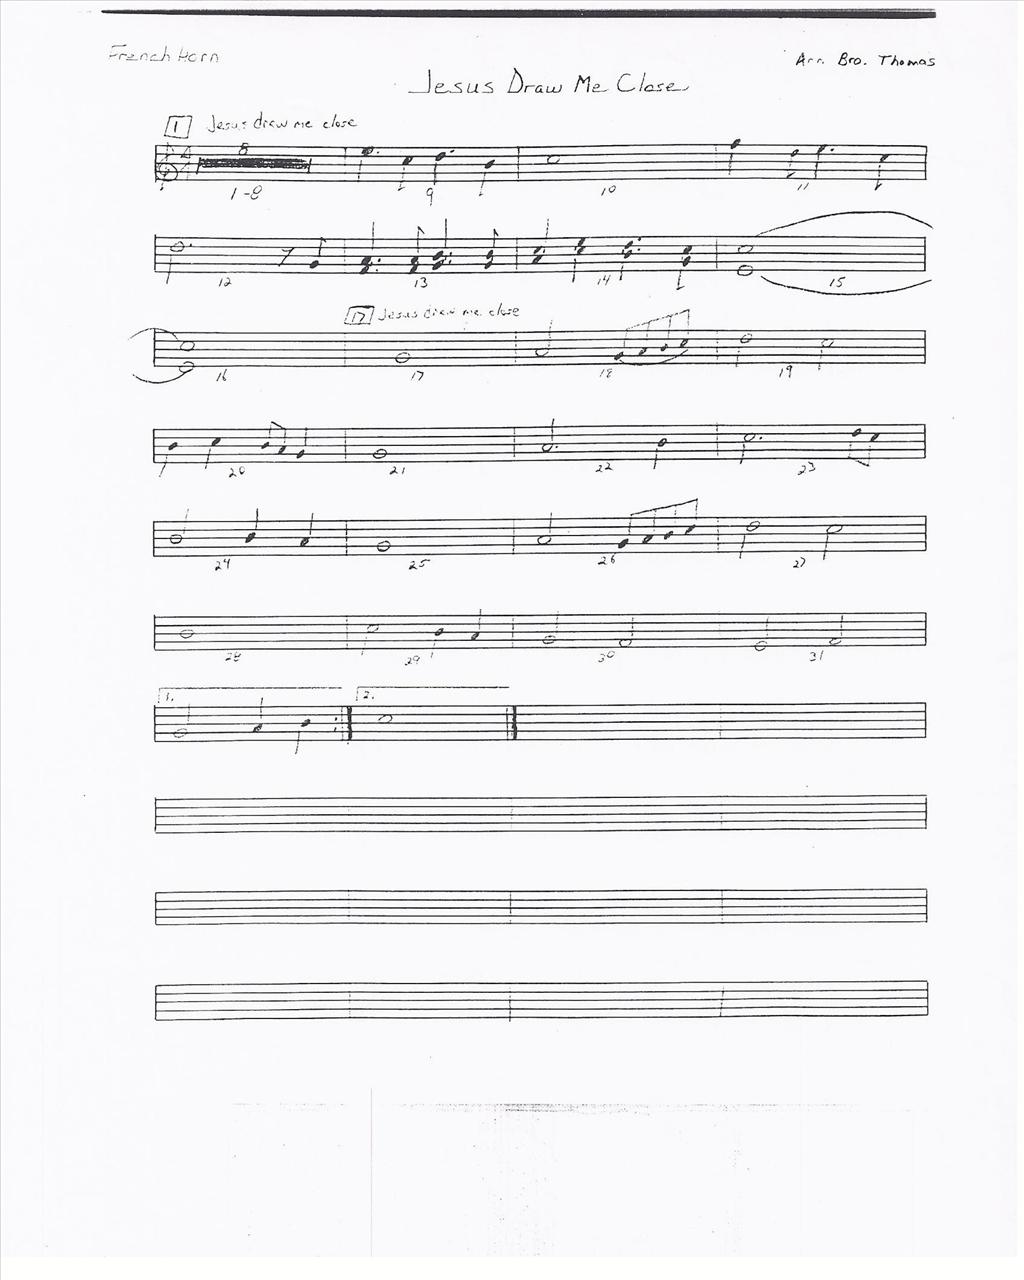 French Horn
Arr. Bro. Thomas
Jesus Draw Me Close
1 Jesus draw me close
8
1-8 9 10 11
12 13 14 15
17 Jesus draw me close
16 17 18 19
20 21 22 23
24 25 26 27
28 29 30 31
1. 2.